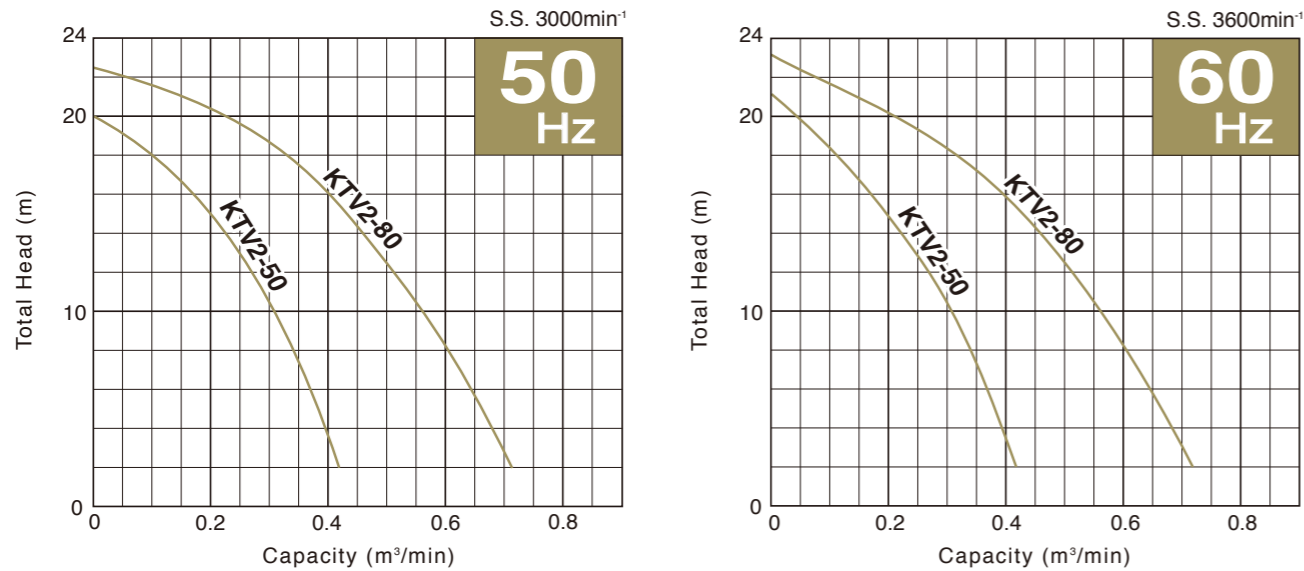 S.S. 3000min⁻¹
24
20
10
0
Total Head (m)
50
Hz
KTV2-80
KTV2-50
0 0.2 0.4 0.6 0.8
Capacity (m³/min)
S.S. 3600min⁻¹
24
20
10
0
Total Head (m)
60
Hz
KTV2-80
KTV2-50
0 0.2 0.4 0.6 0.8
Capacity (m³/min)